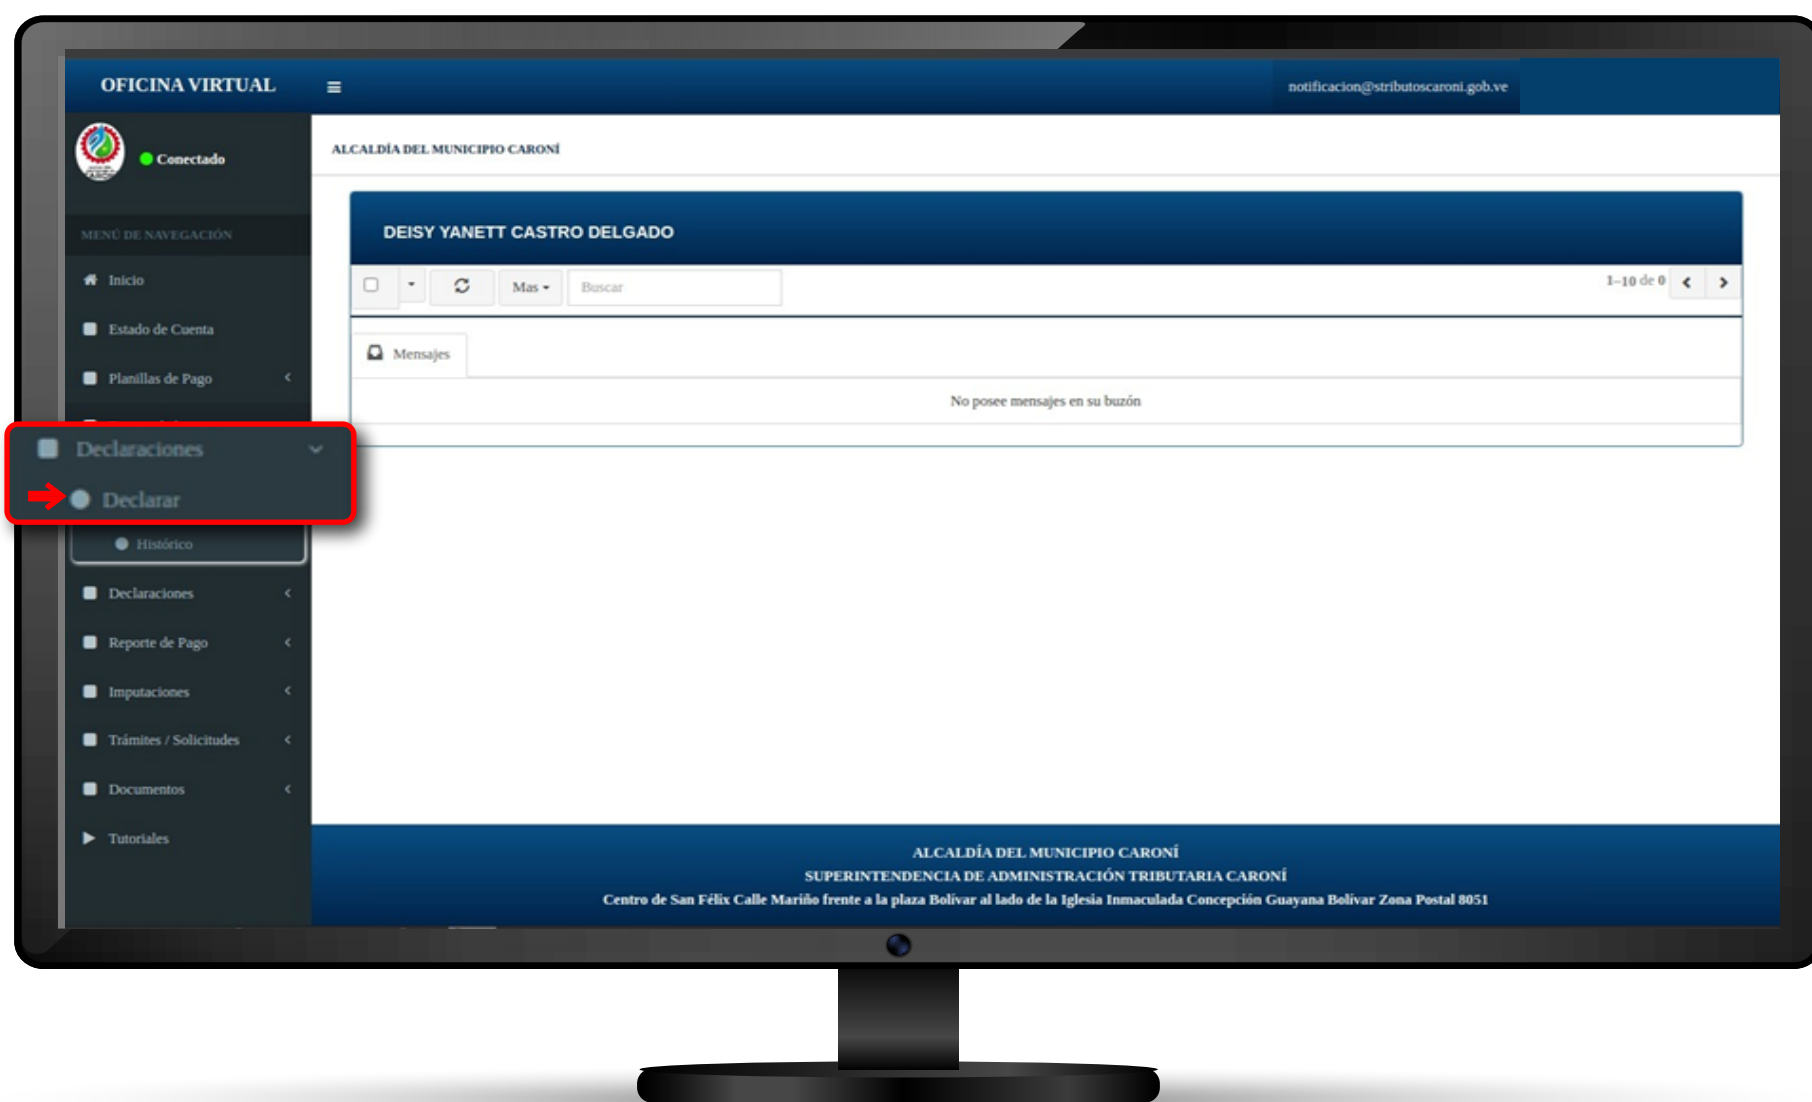 OFICINA VIRTUAL
notificacion@stributoscaroni.gob.ve
Conectado
ALCALDÍA DEL MUNICIPIO CARONÍ
MENÚ DE NAVEGACIÓN
DEISY YANETT CASTRO DELGADO
Inicio
Mas
Buscar
1–10 de 0
Estado de Cuenta
Mensajes
Planillas de Pago
No posee mensajes en su buzón
Declaraciones
Declarar
Histórico
Declaraciones
Reporte de Pago
Imputaciones
Trámites / Solicitudes
Documentos
Tutoriales
ALCALDÍA DEL MUNICIPIO CARONÍ
SUPERINTENDENCIA DE ADMINISTRACIÓN TRIBUTARIA CARONÍ
Centro de San Félix Calle Mariño frente a la plaza Bolívar al lado de la Iglesia Inmaculada Concepción Guayana Bolívar Zona Postal 8051